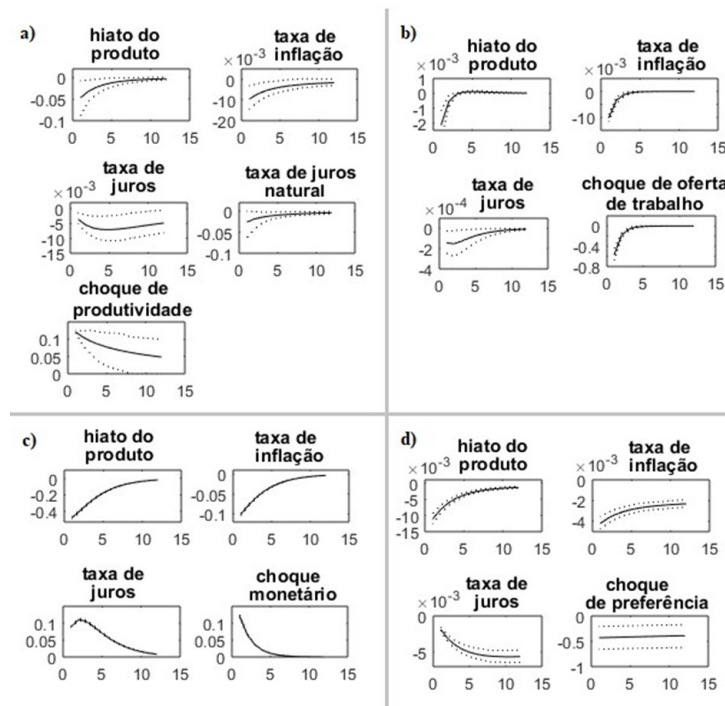 a)
hiato do
produto
0
-0.05
-0.1
0 5 10 15
taxa de
inflação
×10⁻³
0
-10
-20
0 5 10 15
taxa de
juros
×10⁻³
0
-5
-10
-15
0 5 10 15
taxa de juros
natural
0
-0.05
-0.1
0 5 10 15
choque de
produtividade
0.1
0.05
0
0 5 10 15
b)
hiato do
produto
×10⁻³
1
0
-1
-2
0 5 10 15
taxa de
inflação
×10⁻³
0
-10
0 5 10 15
taxa de
juros
×10⁻⁴
0
-2
-4
0 5 10 15
choque de oferta
de trabalho
0
-0.4
-0.8
0 5 10 15
c)
hiato do
produto
0
-0.2
-0.4
0 5 10 15
taxa de
inflação
0
-0.05
-0.1
0 5 10 15
taxa de
juros
0.1
0.05
0
0 5 10 15
choque
monetário
0.1
0.05
0
0 5 10 15
d)
hiato do
produto
×10⁻³
0
-5
-10
-15
0 5 10 15
taxa de
inflação
×10⁻³
0
-2
-4
0 5 10 15
taxa de
juros
×10⁻³
0
-5
0 5 10 15
choque
de preferência
0
-0.5
-1
0 5 10 15